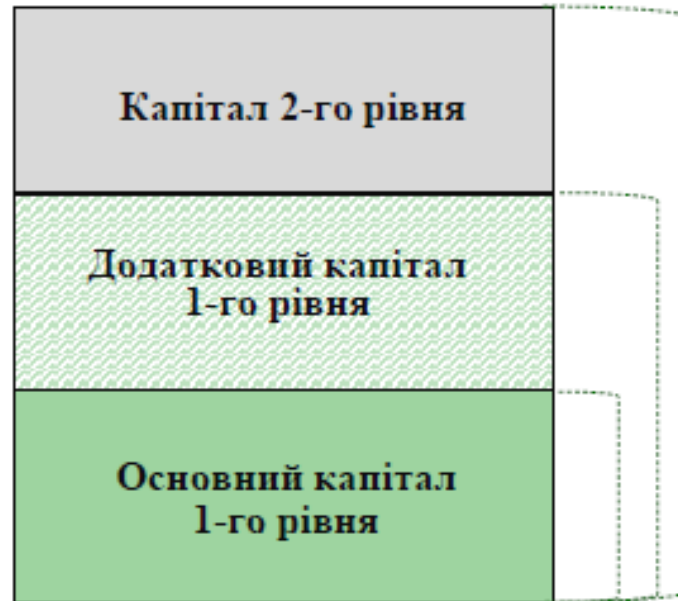 Капітал 2-го рівня
Додатковий капітал
1-го рівня
Основний капітал
1-го рівня